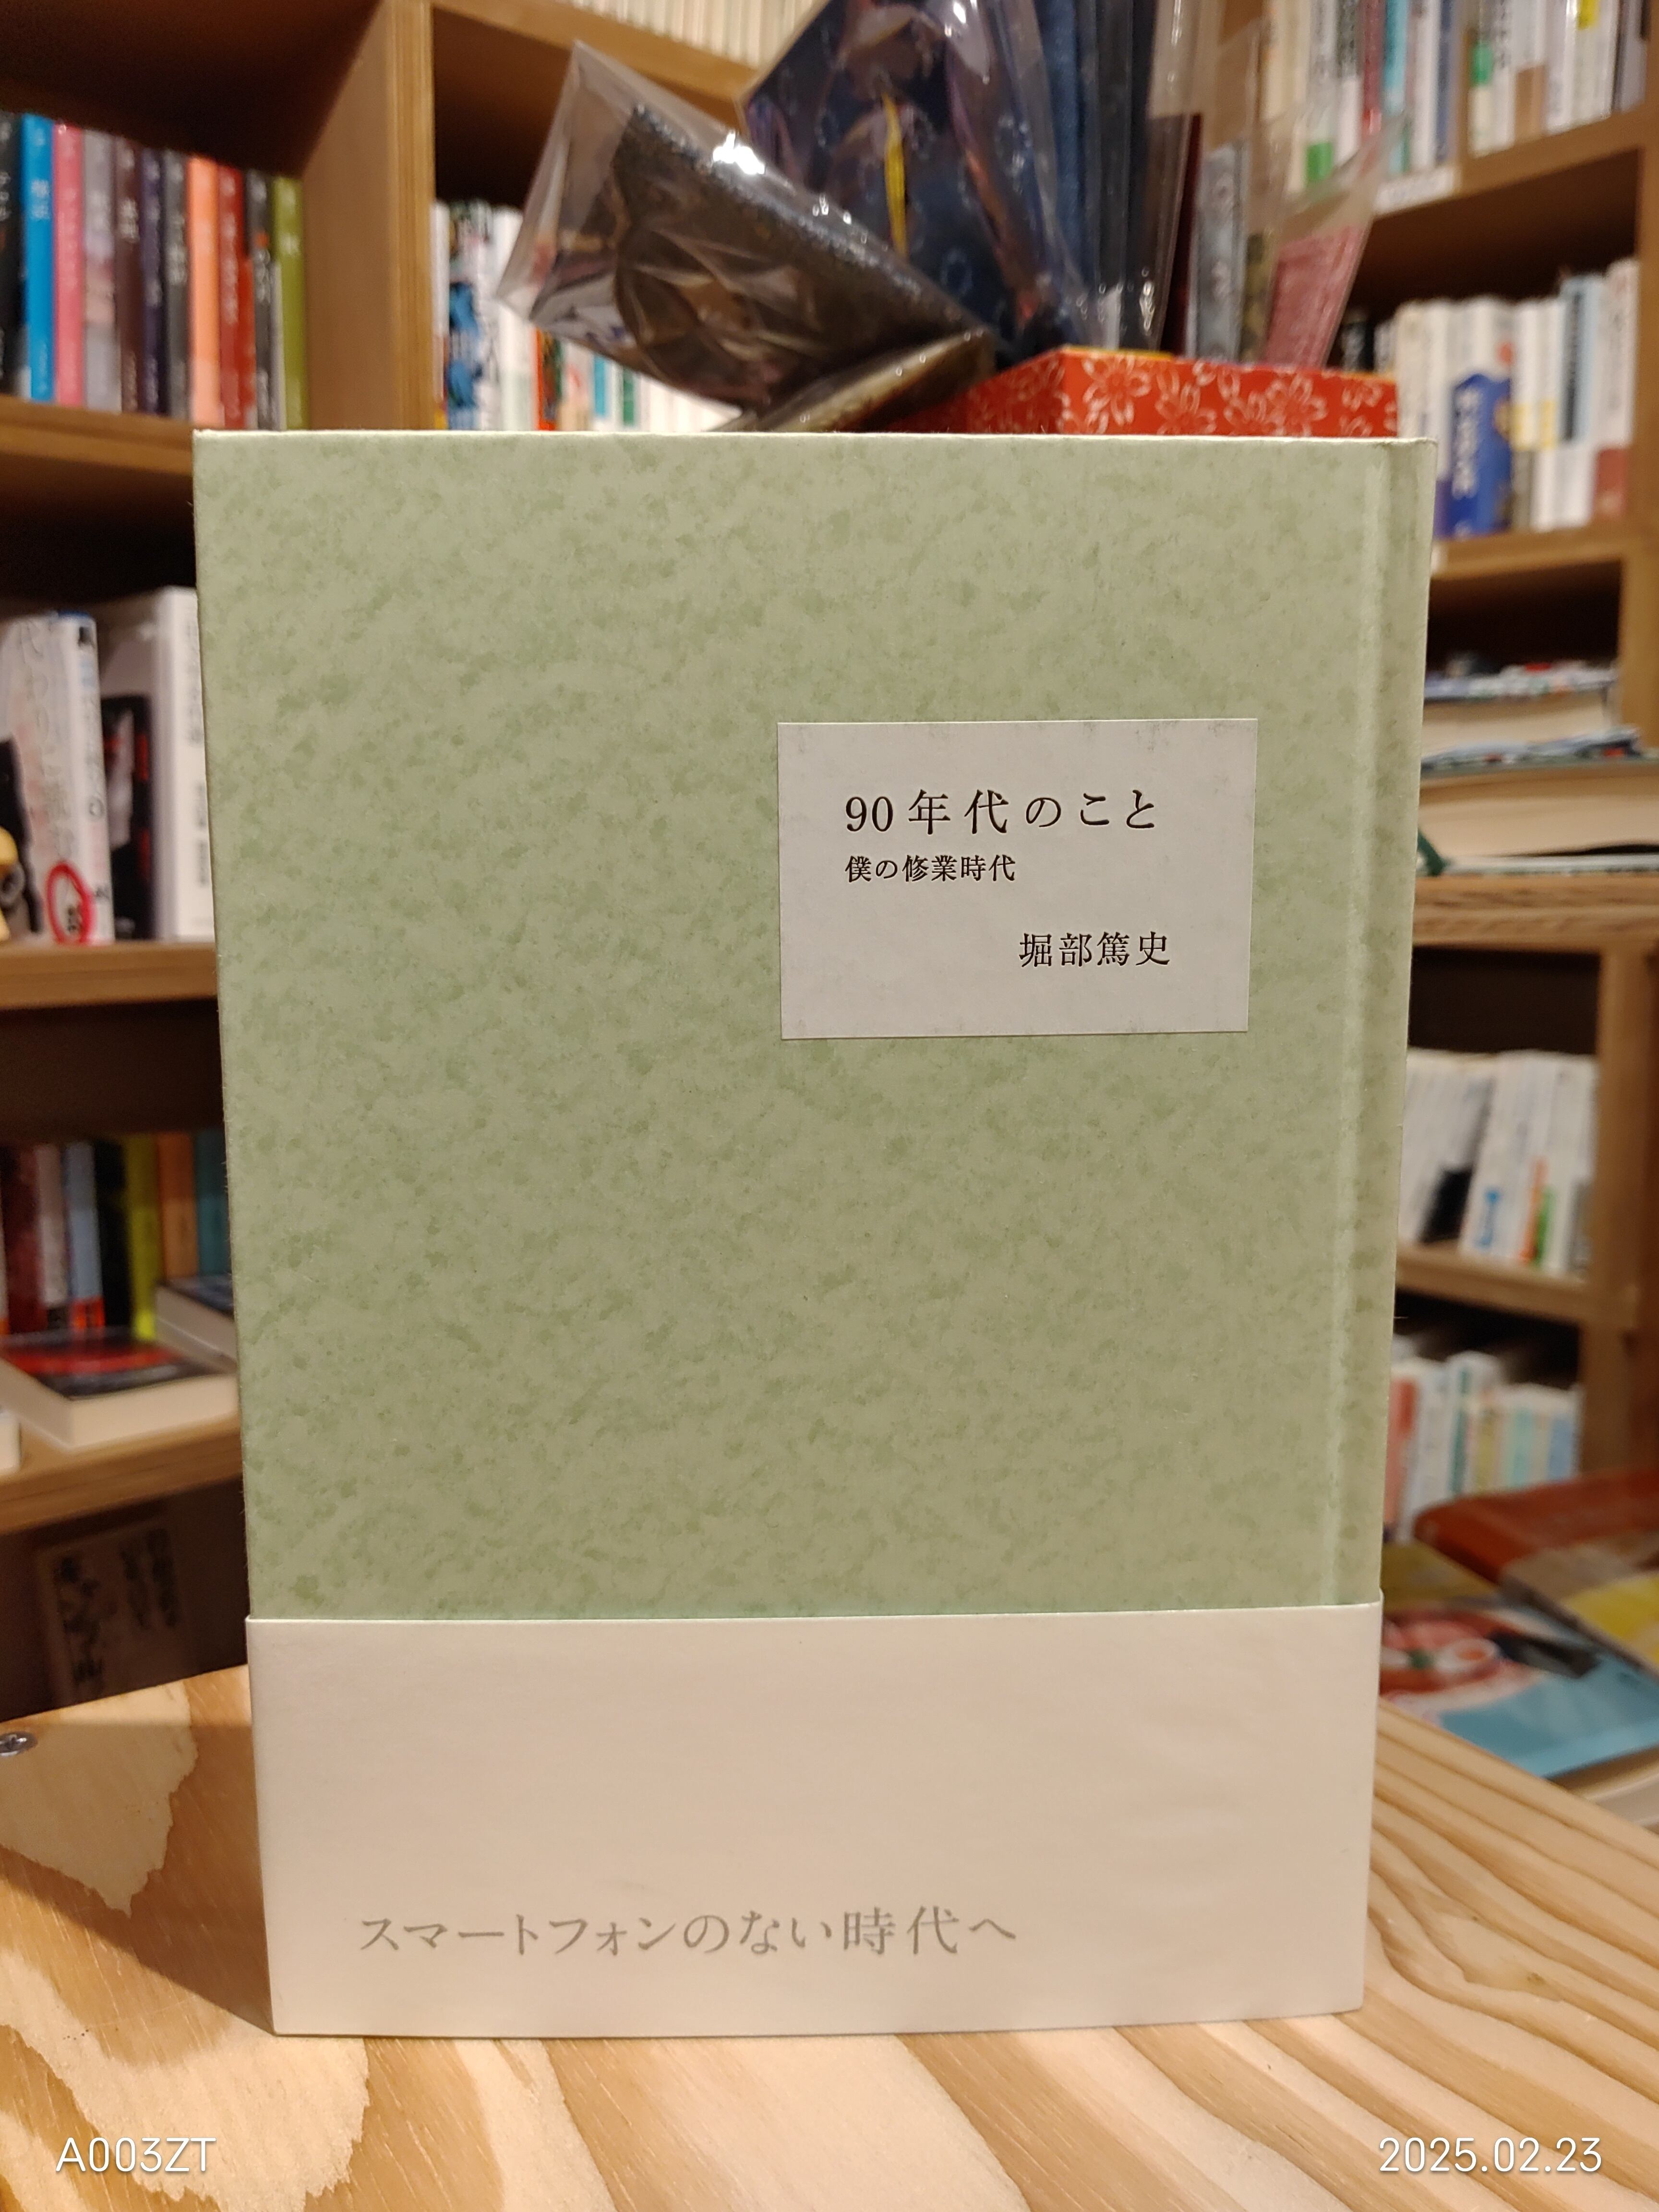 90年代のこと
僕の修業時代
堀部篤史
スマートフォンのない時代へ
A003ZT
2025.02.23